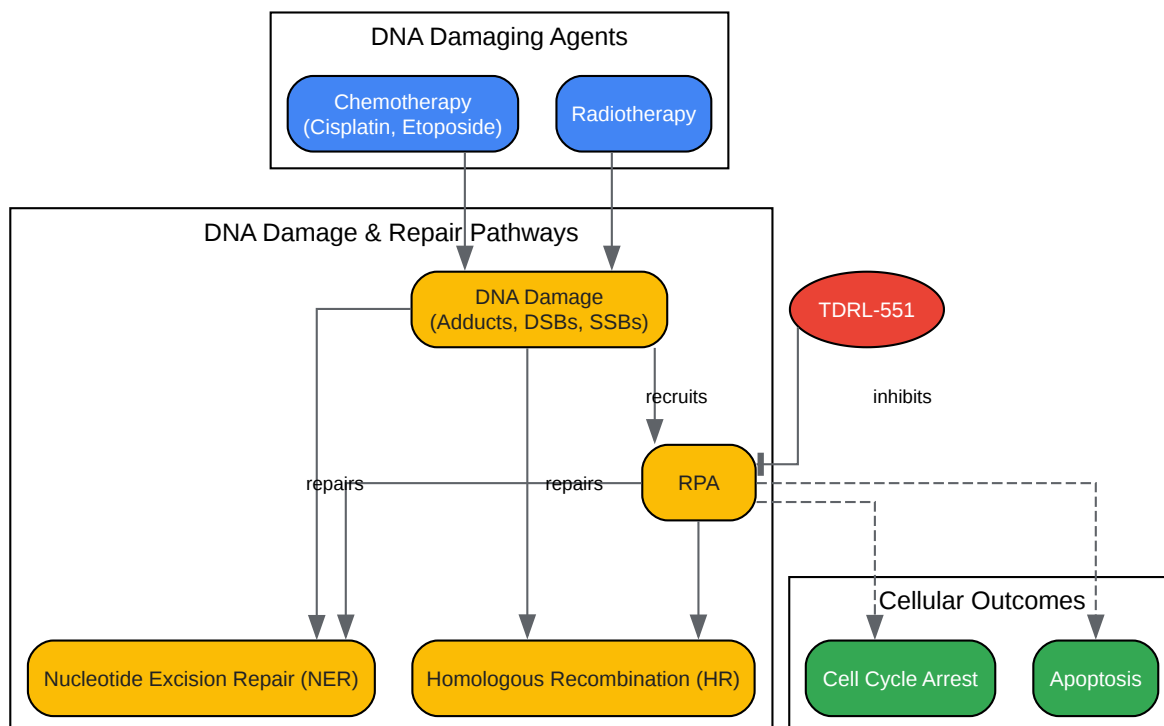 DNA Damaging Agents
Chemotherapy
(Cisplatin, Etoposide)
Radiotherapy
DNA Damage & Repair Pathways
DNA Damage
(Adducts, DSBs, SSBs)
TDRL-551
recruits
inhibits
RPA
repairs
repairs
Cellular Outcomes
Nucleotide Excision Repair (NER)
Homologous Recombination (HR)
Cell Cycle Arrest
Apoptosis